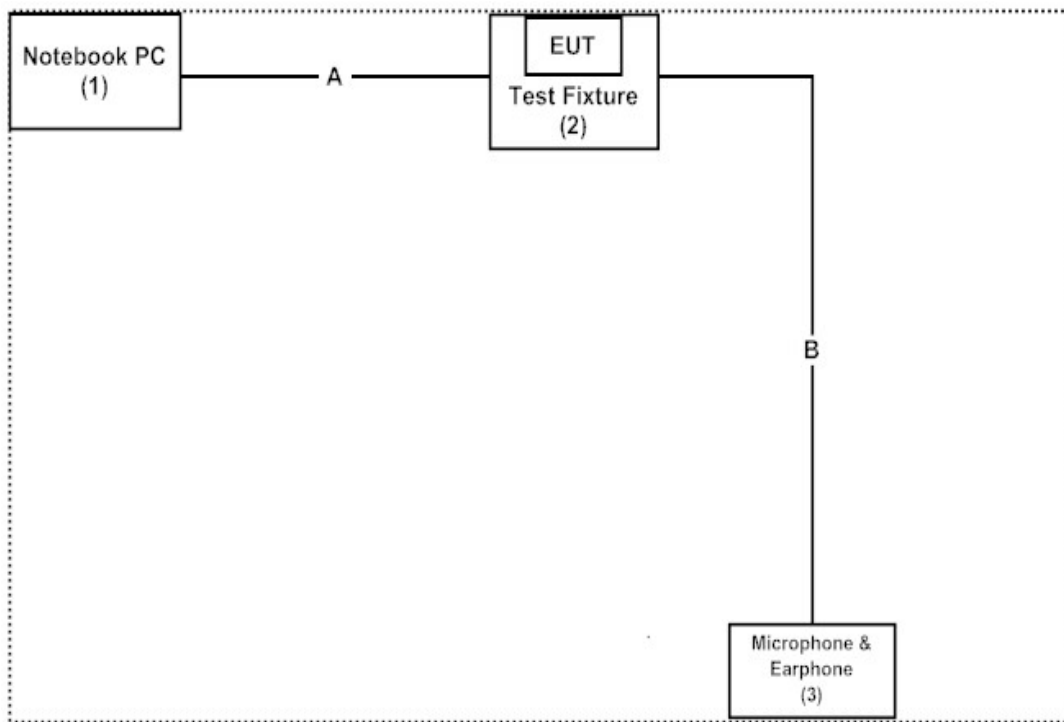 Notebook PC
(1)
A
EUT
Test Fixture
(2)
B
Microphone &
Earphone
(3)